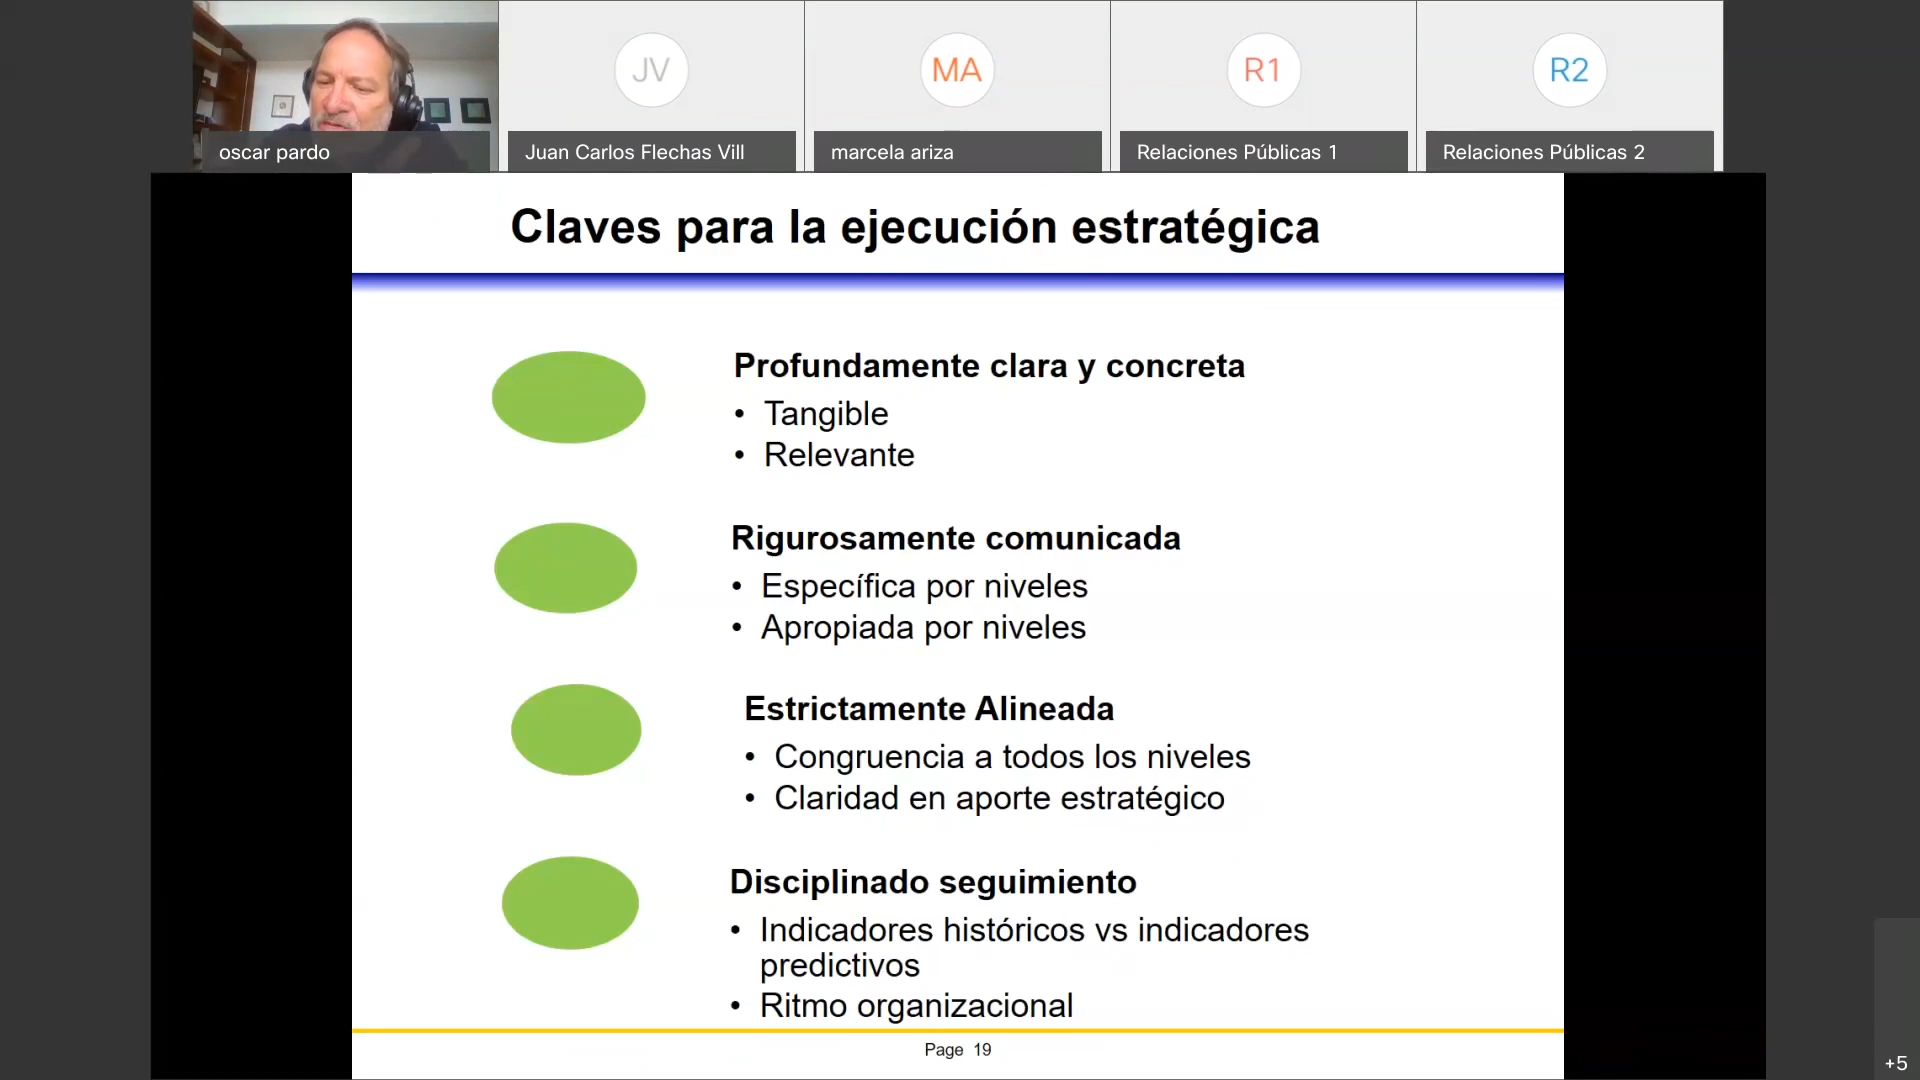 JV
MA
R1
R2
oscar pardo
Juan Carlos Flechas Vill
marcela ariza
Relaciones Públicas 1
Relaciones Públicas 2
Claves para la ejecución estratégica
Profundamente clara y concreta
• Tangible
• Relevante
Rigurosamente comunicada
• Específica por niveles
• Apropiada por niveles
Estrictamente Alineada
• Congruencia a todos los niveles
• Claridad en aporte estratégico
Disciplinado seguimiento
• Indicadores históricos vs indicadores
predictivos
• Ritmo organizacional
Page 19
+5